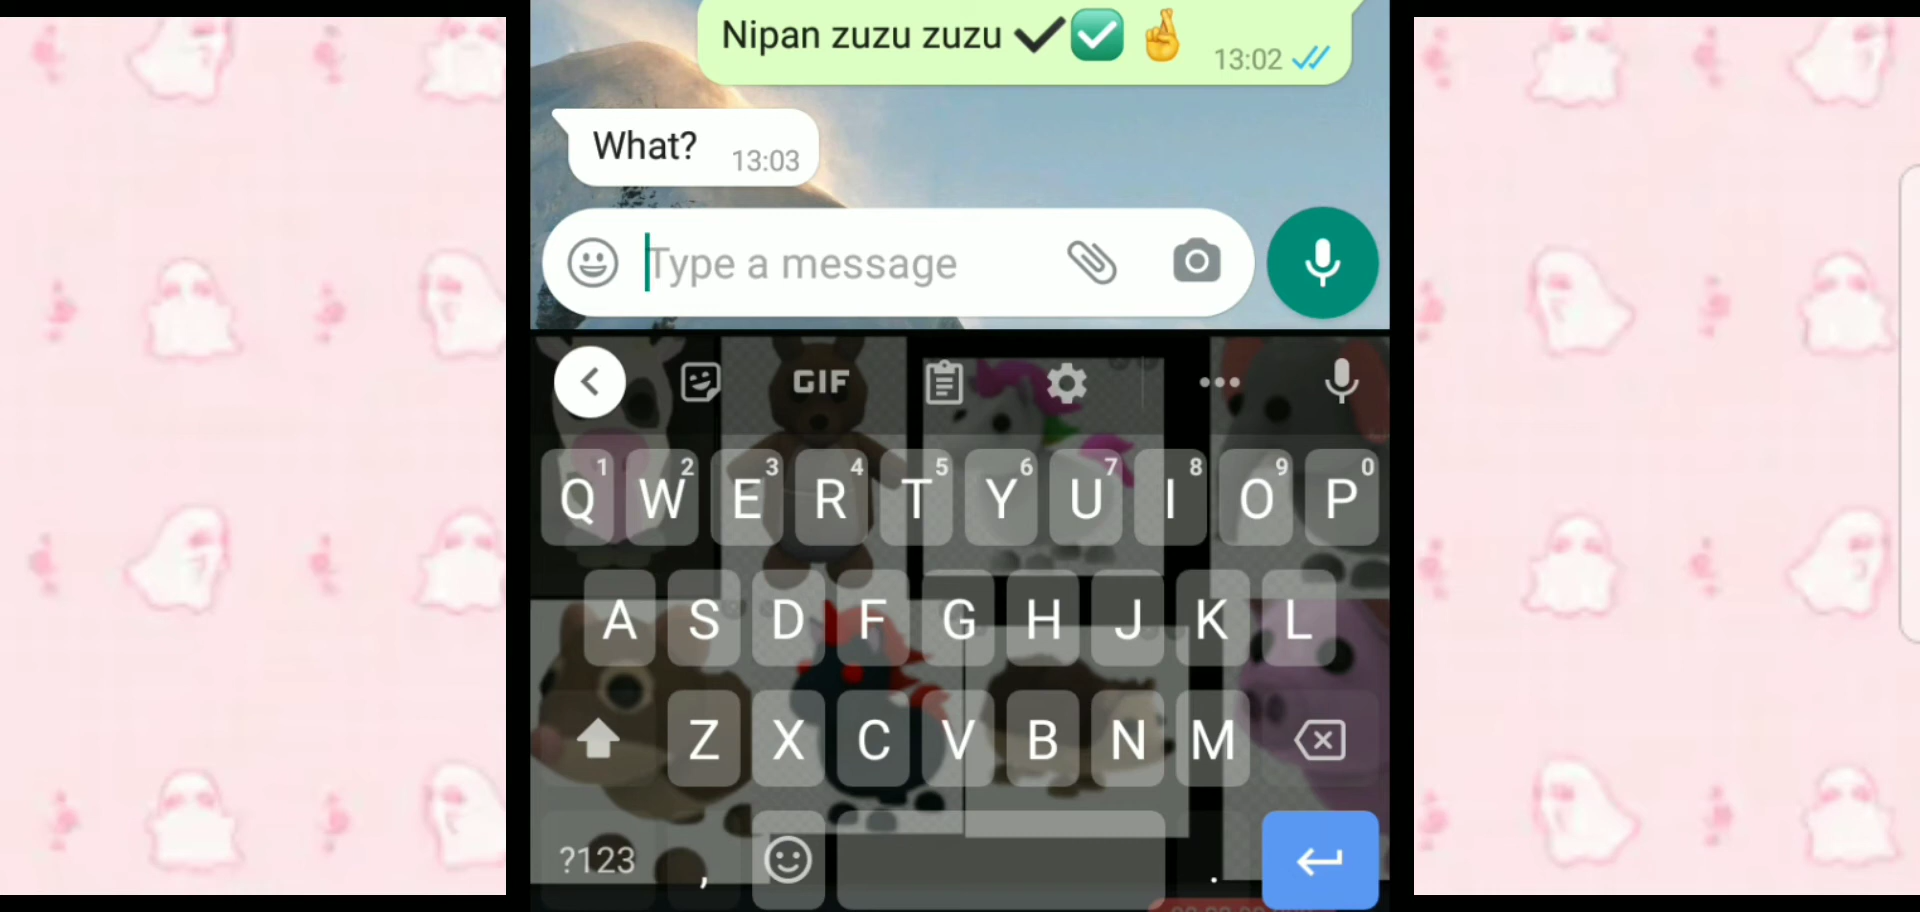 Nipan zuzu zuzu ✔✅ 🤞 13:02
What? 13:03
Type a message
GIF
1 2 3 4 5 6 7 8 9 0
Q W E R T Y U I O P
A S D F G H J K L
Z X C V B N M
?123 , .